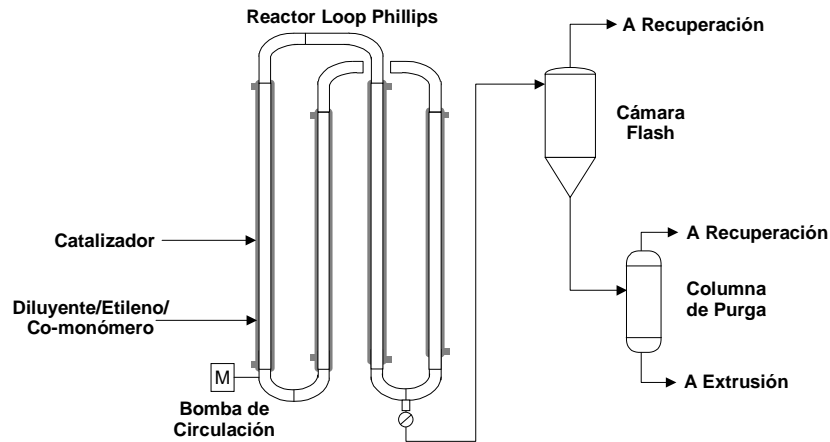 Reactor Loop Phillips
A Recuperación
Cámara
Flash
Catalizador
A Recuperación
Diluyente/Etileno/
Co-monómero
Columna
de Purga
M
A Extrusión
Bomba de
Circulación